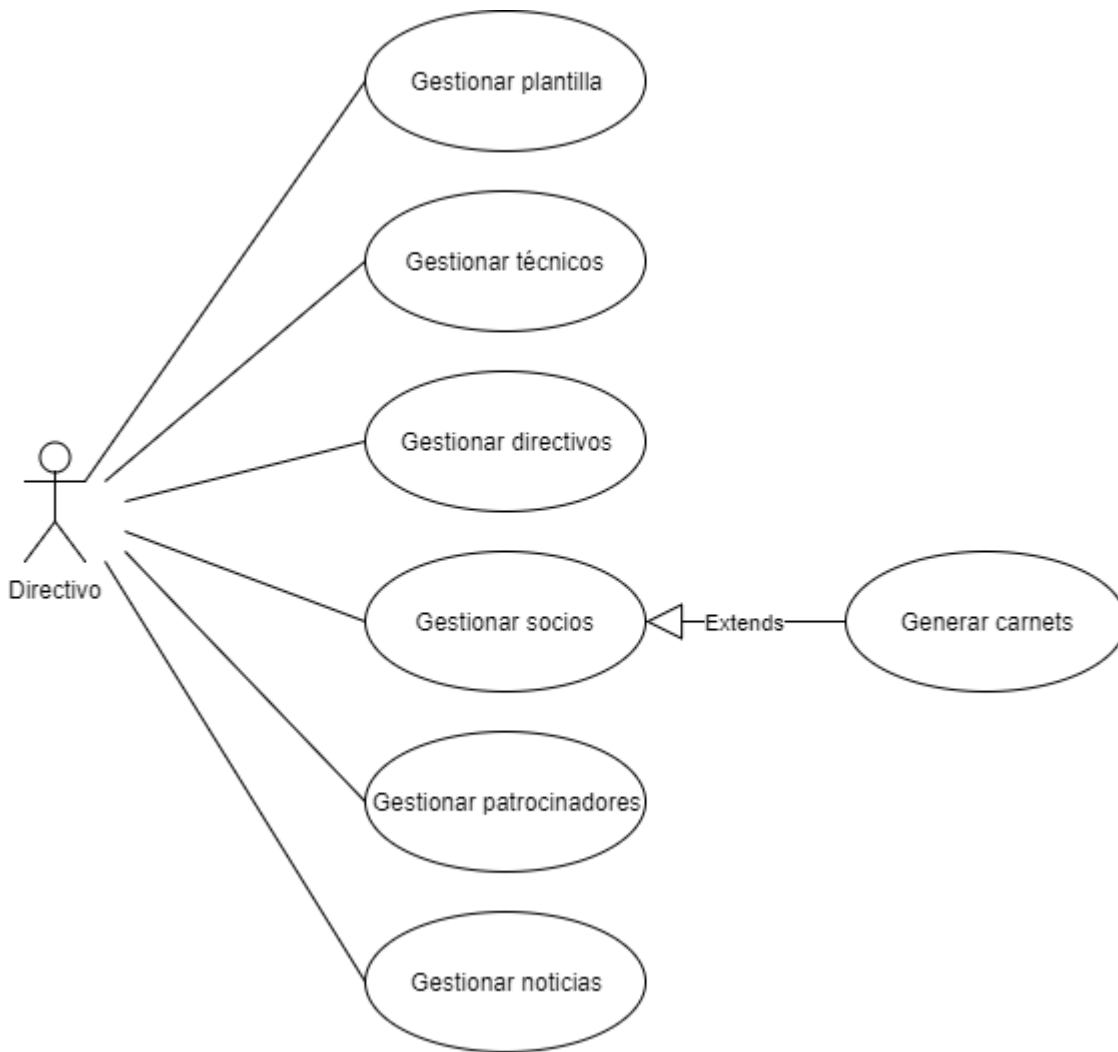 Gestionar plantilla
Gestionar técnicos
Gestionar directivos
Directivo
Gestionar socios
Extends
Generar carnets
Gestionar patrocinadores
Gestionar noticias